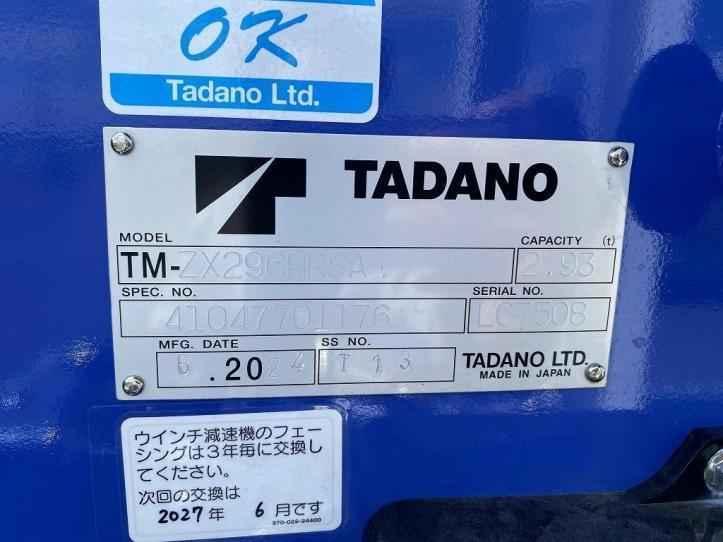 OK
Tadano Ltd.
TADANO
MODEL
CAPACITY (t)
TM-ZX296HRSA
2.93
SPEC. NO.
SERIAL NO.
41047701176
LC7508
MFG. DATE
SS NO.
6.2024
T13
TADANO LTD.
MADE IN JAPAN
ウインチ減速機のフェー
シングは3年毎に交換し
てください。
次回の交換は
2027年 6月です